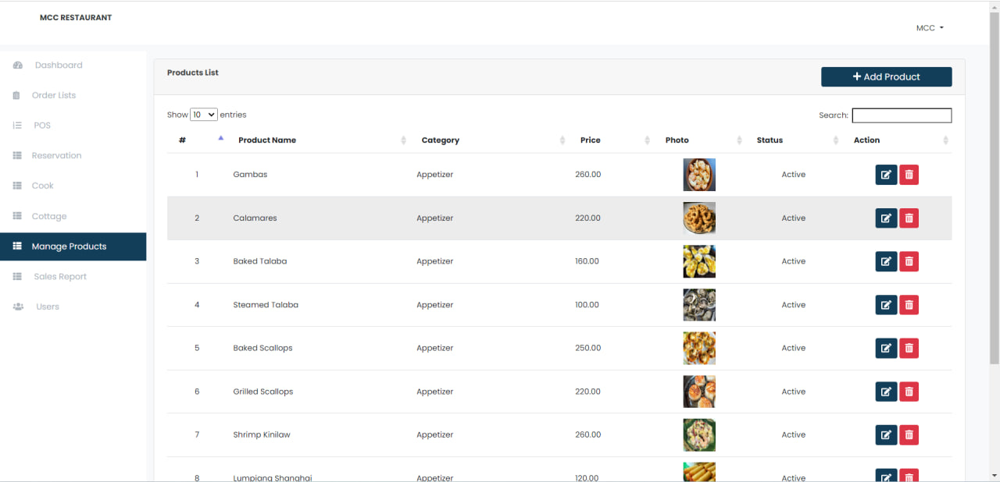 MCC RESTAURANT
MCC
Dashboard
Order Lists
POS
Reservation
Cook
Cottage
Manage Products
Sales Report
Users
Products List
+ Add Product
Show 10 entries
Search:
# Product Name Category Price Photo Status Action
1 Gambas Appetizer 260.00 Active
2 Calamares Appetizer 220.00 Active
3 Baked Talaba Appetizer 160.00 Active
4 Steamed Talaba Appetizer 100.00 Active
5 Baked Scallops Appetizer 250.00 Active
6 Grilled Scallops Appetizer 220.00 Active
7 Shrimp Kinilaw Appetizer 260.00 Active
8 Lumpiang Shanghai Appetizer 120.00 Active